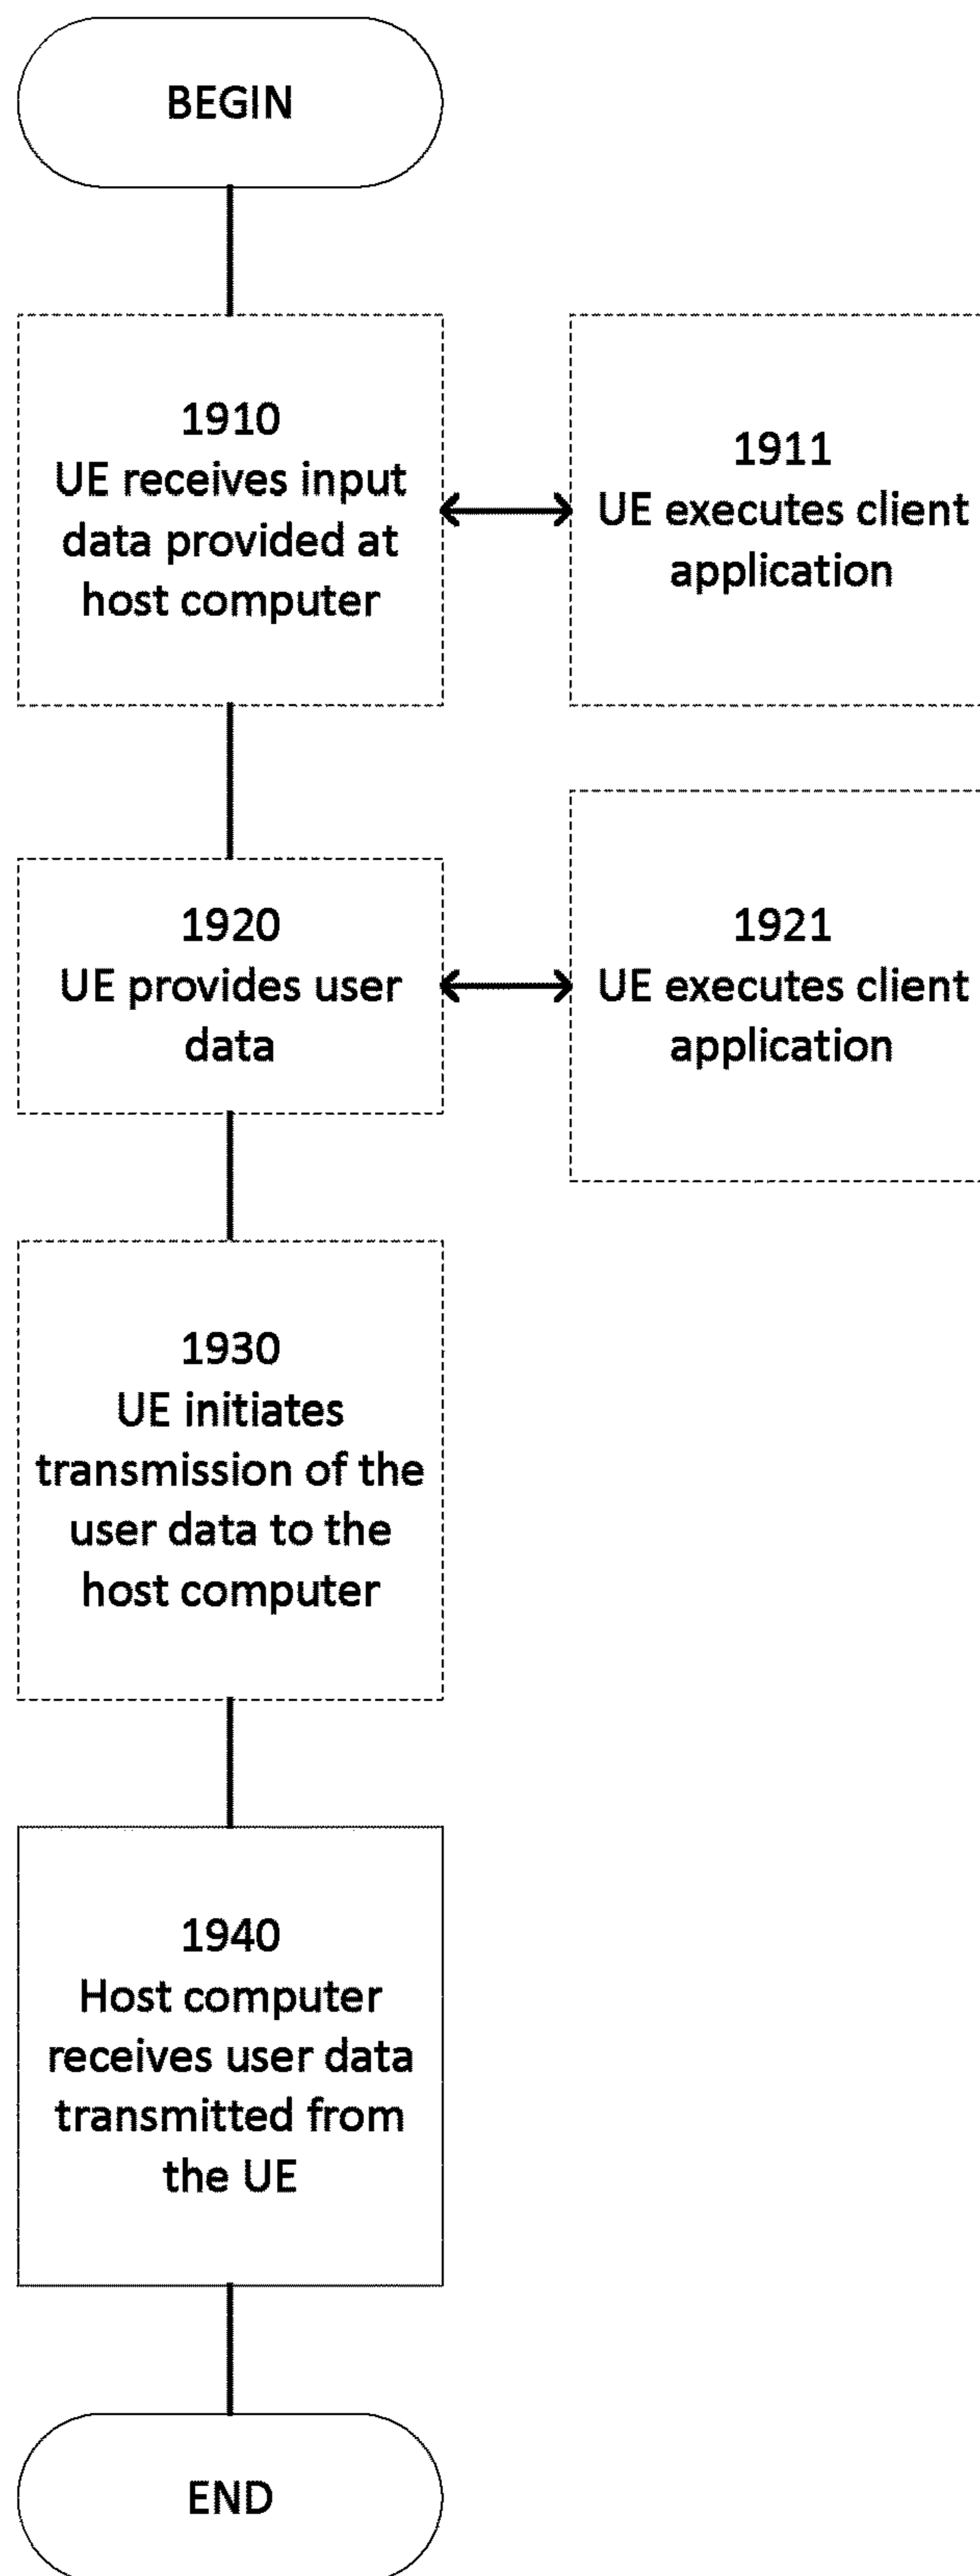 BEGIN
1910
UE receives input
data provided at
host computer
1911
UE executes client
application
1920
UE provides user
data
1921
UE executes client
application
1930
UE initiates
transmission of the
user data to the
host computer
1940
Host computer
receives user data
transmitted from
the UE
END